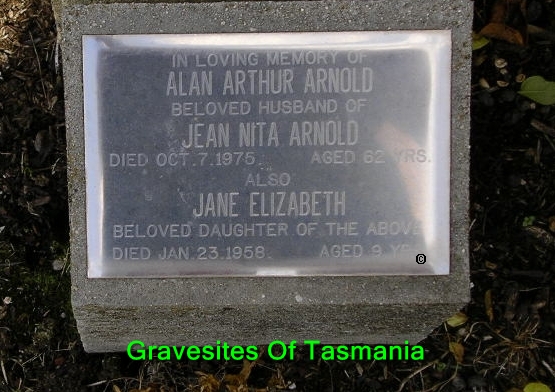 IN LOVING MEMORY OF
ALAN ARTHUR ARNOLD
BELOVED HUSBAND OF
JEAN NITA ARNOLD
DIED OCT. 7. 1975. AGED 62 YRS.
ALSO
JANE ELIZABETH
BELOVED DAUGHTER OF THE ABOVE
DIED JAN. 23. 1958. AGED 9
©
Gravesites Of Tasmania